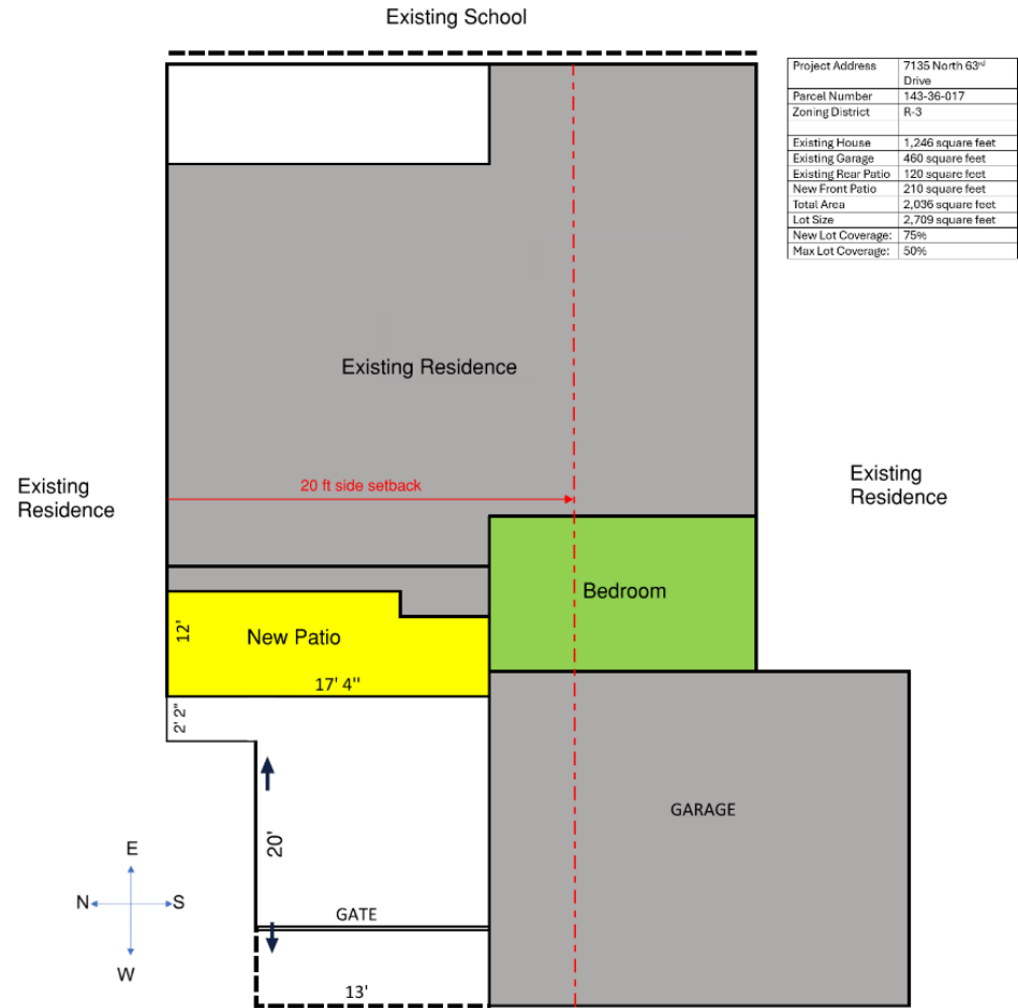 Existing School
Project Address 7135 North 63rd
Drive
Parcel Number 143-36-017
Zoning District R-3
Existing House 1,246 square feet
Existing Garage 460 square feet
Existing Rear Patio 120 square feet
New Front Patio 210 square feet
Total Area 2,036 square feet
Lot Size 2,709 square feet
New Lot Coverage: 75%
Max Lot Coverage: 50%
Existing Residence
Existing
Residence
20 ft side setback
Existing
Residence
Bedroom
12'
New Patio
17' 4"
2' 2"
GARAGE
20'
E
N
S
W
GATE
13'